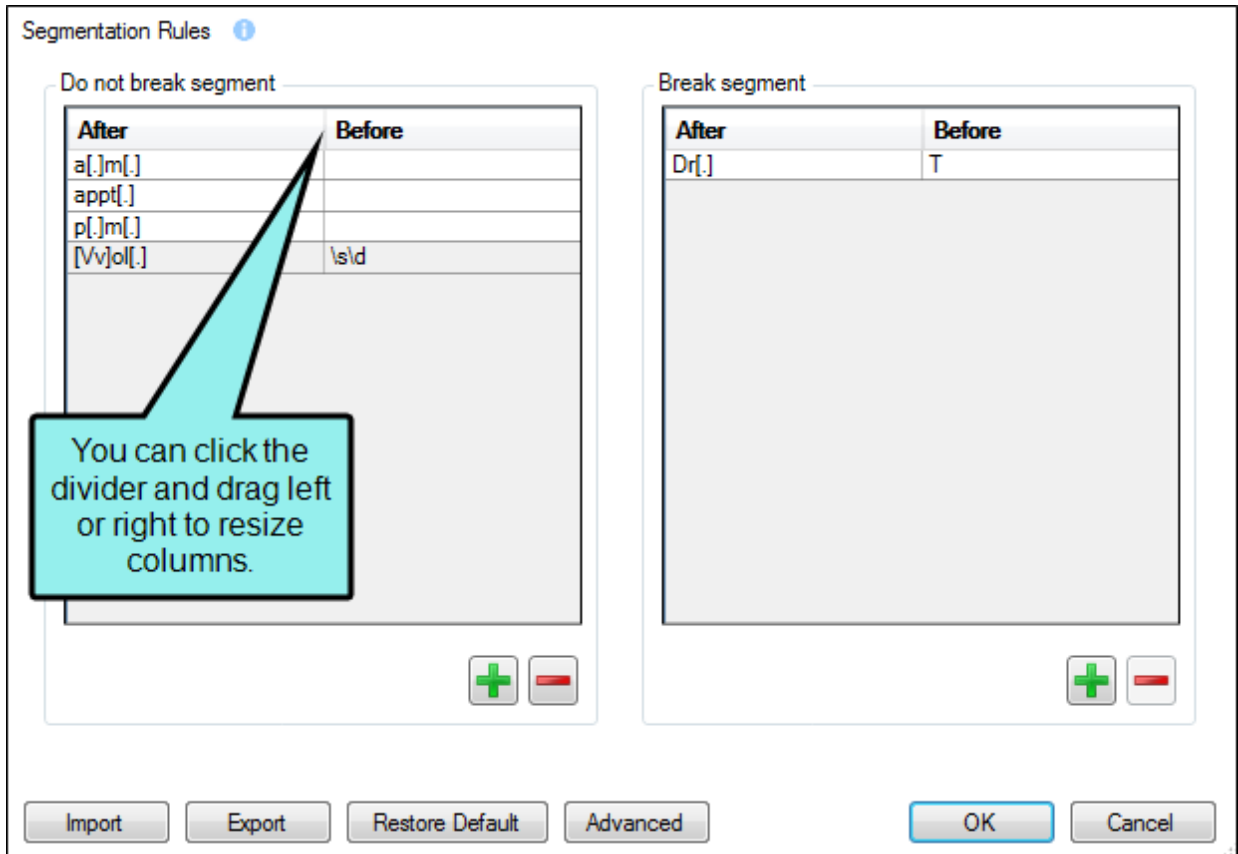 Segmentation Rules
Do not break segment
After Before
a[.]m[.]
appt[.]
p[.]m[.]
[Vv]ol[.] \s\d
You can click the
divider and drag left
or right to resize
columns.
Break segment
After Before
Dr[.] T
Import Export Restore Default Advanced OK Cancel